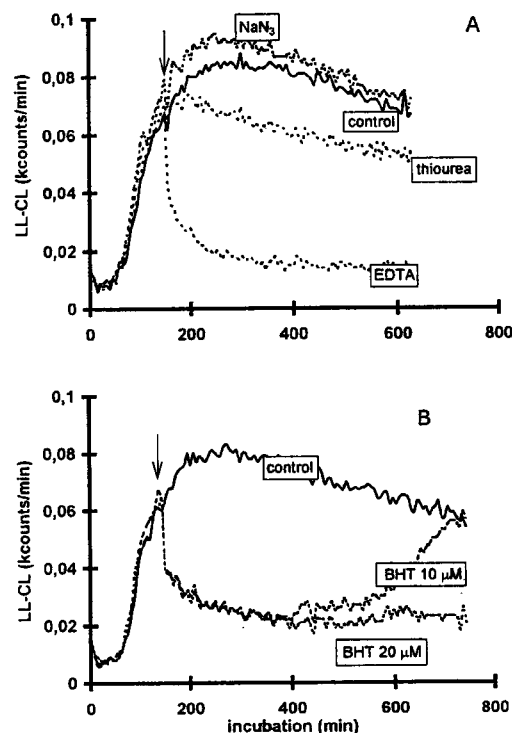 A
0,1
0,08
0,06
0,04
0,02
0
LL-CL (kcounts/min)
NaN3
control
thiourea
EDTA
0
200
400
600
800
B
0,1
0,08
0,06
0,04
0,02
0
LL-CL (kcounts/min)
control
BHT 10 µM
BHT 20 µM
0
200
400
600
800
incubation (min)